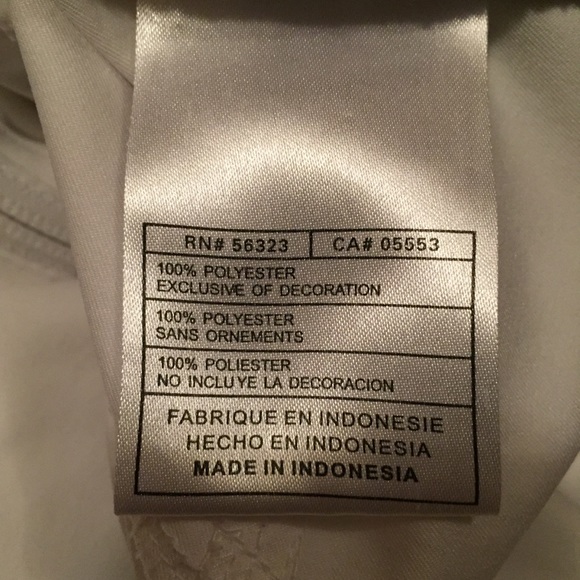 RN# 56323 CA# 05553
100% POLYESTER
EXCLUSIVE OF DECORATION
100% POLYESTER
SANS ORNEMENTS
100% POLIESTER
NO INCLUYE LA DECORACION
FABRIQUE EN INDONESIE
HECHO EN INDONESIA
MADE IN INDONESIA